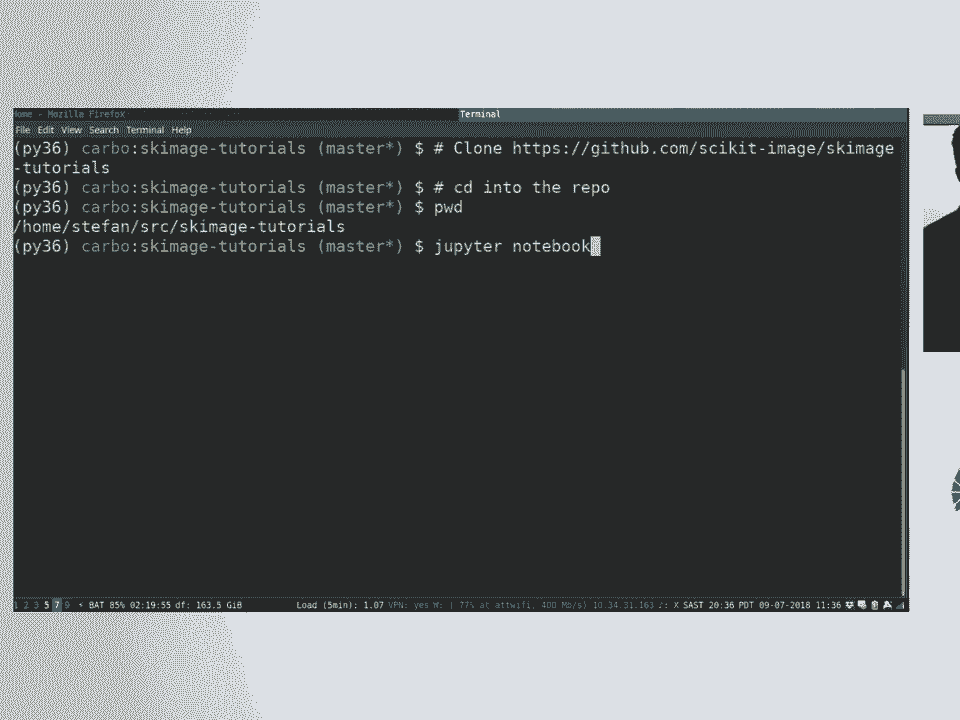 Home - Mozilla Firefox
Terminal
File Edit View Search Terminal Help
(py36) carbo:skimage-tutorials (master*) $ # Clone https://github.com/scikit-image/skimage
-tutorials
(py36) carbo:skimage-tutorials (master*) $ # cd into the repo
(py36) carbo:skimage-tutorials (master*) $ pwd
/home/stefan/src/skimage-tutorials
(py36) carbo:skimage-tutorials (master*) $ jupyter notebook
1 2 3 5 7 9 < BAT 85% 02:19:55 df: 163.5 GiB Load (5min): 1.07 VPN: yes W: | 77% at attwifi, 400 Mb/s) 10.34.31.163 ♪: X SAST 20:36 PDT 09-07-2018 11:36